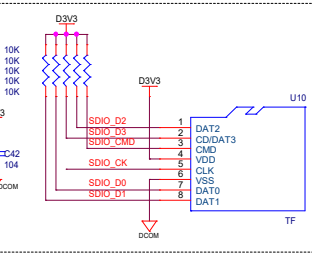 D3V3
10K
10K
10K
10K
10K
D3V3
U10
3
C42
104
DCOM
SDIO_D2
SDIO_D3
SDIO_CMD
SDIO_CK
SDIO_D0
SDIO_D1
1 DAT2
2 CD/DAT3
3 CMD
4 VDD
5 CLK
6 VSS
7 DAT0
8 DAT1
DCOM
TF